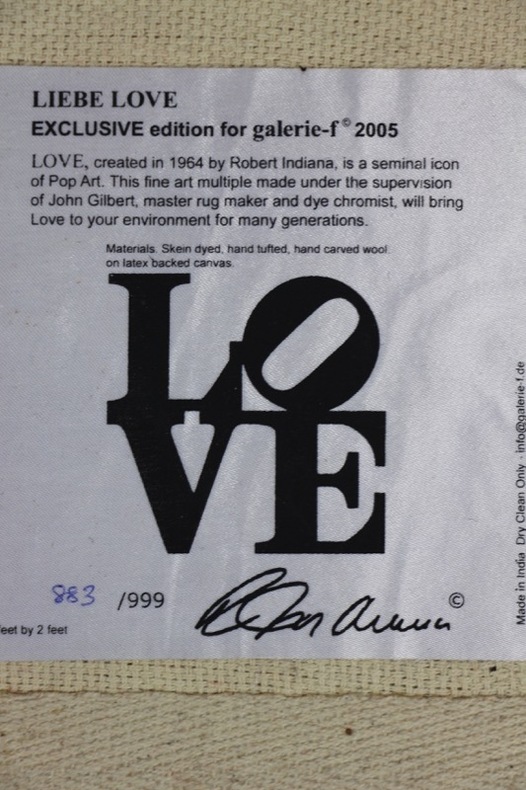 LIEBE LOVE
EXCLUSIVE edition for galerie-f © 2005
LOVE, created in 1964 by Robert Indiana, is a seminal icon
of Pop Art. This fine art multiple made under the supervision
of John Gilbert, master rug maker and dye chromist, will bring
Love to your environment for many generations.
Materials. Skein dyed, hand tufted, hand carved wool
on latex backed canvas.
LO
VE
883 /999
©
feet by 2 feet
Made in India Dry Clean Only - info@galerie-f.de